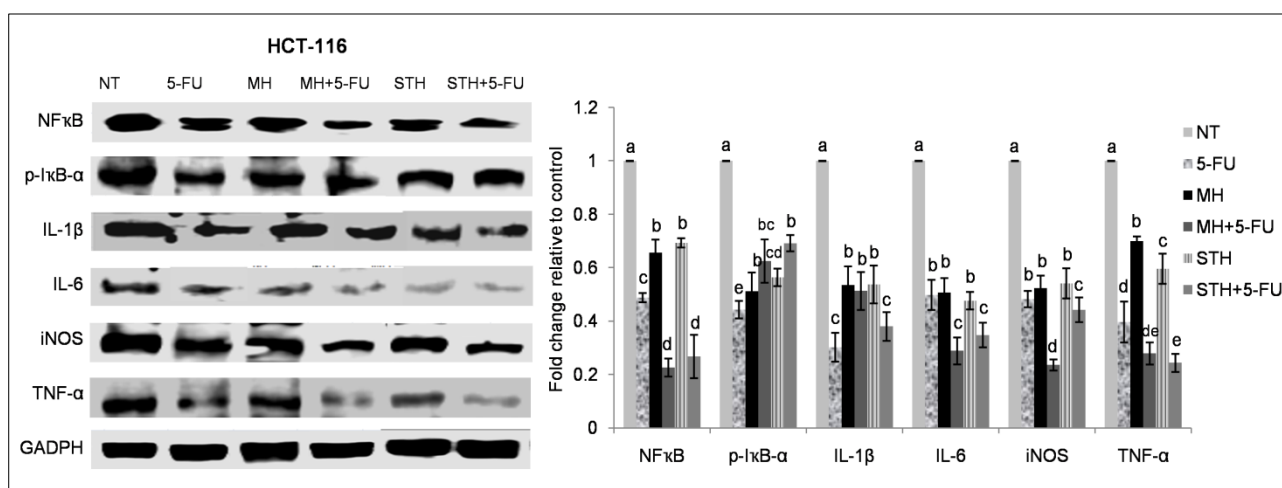 HCT-116
NT 5-FU MH MH+5-FU STH STH+5-FU
NFκB
p-IκB-α
IL-1β
IL-6
iNOS
TNF-α
GADPH
Fold change relative to control
1.2
1
0.8
0.6
0.4
0.2
0
a c b d b d
a e b bc cd b
a c b b b c
a b b c b c
a bc b d b c
a d b de c e
NFκB p-IκB-α IL-1β IL-6 iNOS TNF-α
NT
5-FU
MH
MH+5-FU
STH
STH+5-FU